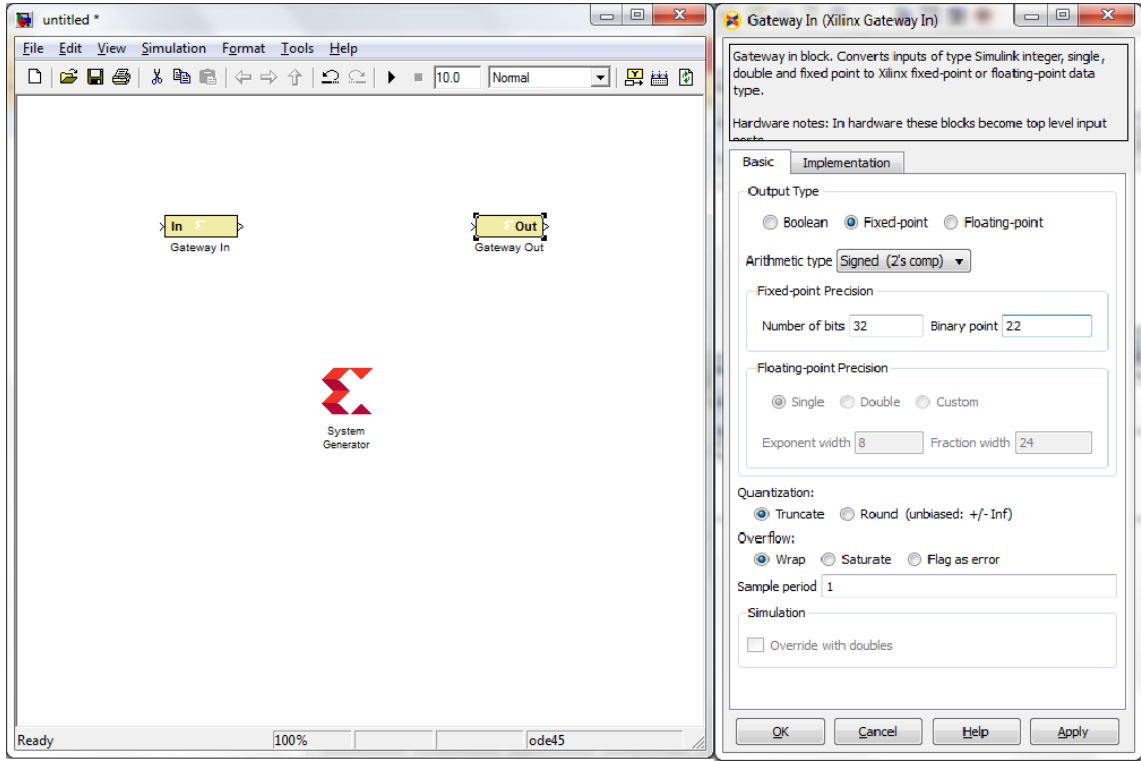 untitled *
File Edit View Simulation Format Tools Help
10.0 Normal
In
Gateway In
Out
Gateway Out
System
Generator
Ready 100% ode45
Gateway In (Xilinx Gateway In)
Gateway in block. Converts inputs of type Simulink integer, single,
double and fixed point to Xilinx fixed-point or floating-point data
type.
Hardware notes: In hardware these blocks become top level input
ports.
Basic Implementation
Output Type
Boolean Fixed-point Floating-point
Arithmetic type Signed (2's comp)
Fixed-point Precision
Number of bits 32 Binary point 22
Floating-point Precision
Single Double Custom
Exponent width 8 Fraction width 24
Quantization:
Truncate Round (unbiased: +/- Inf)
Overflow:
Wrap Saturate Flag as error
Sample period 1
Simulation
Override with doubles
OK Cancel Help Apply